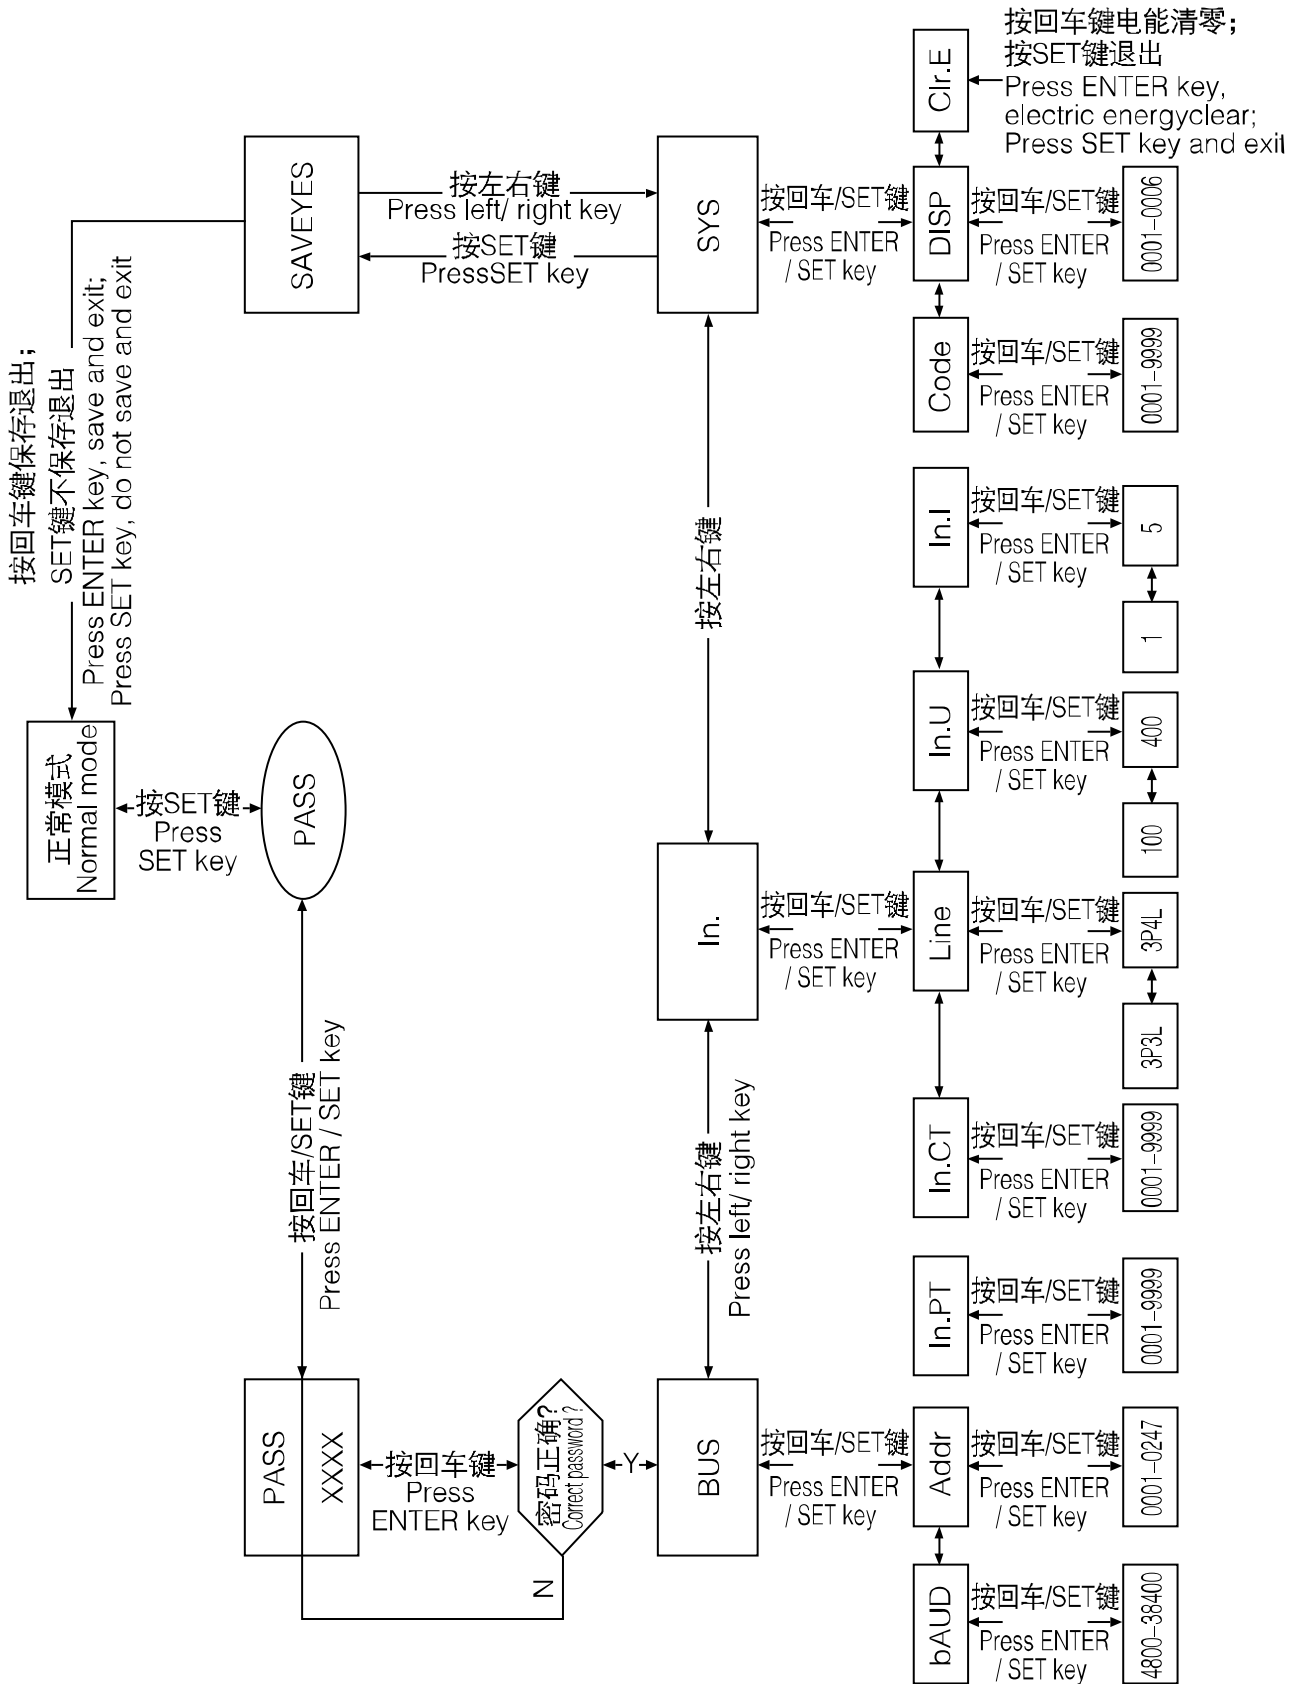 按回车键电能清零;
按SET键退出
Press ENTER key,
electric energyclear;
Press SET key and exit
Clr.E
SAVEYES
按左右键
Press left/ right key
按SET键
PressSET key
SYS
按回车/SET键
Press ENTER
/ SET key
DISP
按回车/SET键
Press ENTER
/ SET key
0001-0006
按回车键保存退出;
SET键不保存退出
Press ENTER key, save and exit;
Press SET key, do not save and exit
Code
按回车/SET键
Press ENTER
/ SET key
0001-9999
按左右键
In.I
按回车/SET键
Press ENTER
/ SET key
5
1
正常模式
Normal mode
按SET键
Press
SET key
PASS
In.U
按回车/SET键
Press ENTER
/ SET key
400
100
In.
按回车/SET键
Press ENTER
/ SET key
Line
按回车/SET键
Press ENTER
/ SET key
3P4L
3P3L
按回车/SET键
Press ENTER / SET key
按左右键
Press left/ right key
In.CT
按回车/SET键
Press ENTER
/ SET key
0001-9999
In.PT
按回车/SET键
Press ENTER
/ SET key
0001-9999
PASS
XXXX
按回车键
Press
ENTER key
密码正确?
Correct password?
Y
N
BUS
按回车/SET键
Press ENTER
/ SET key
Addr
按回车/SET键
Press ENTER
/ SET key
0001-0247
bAUD
按回车/SET键
Press ENTER
/ SET key
4800-38400